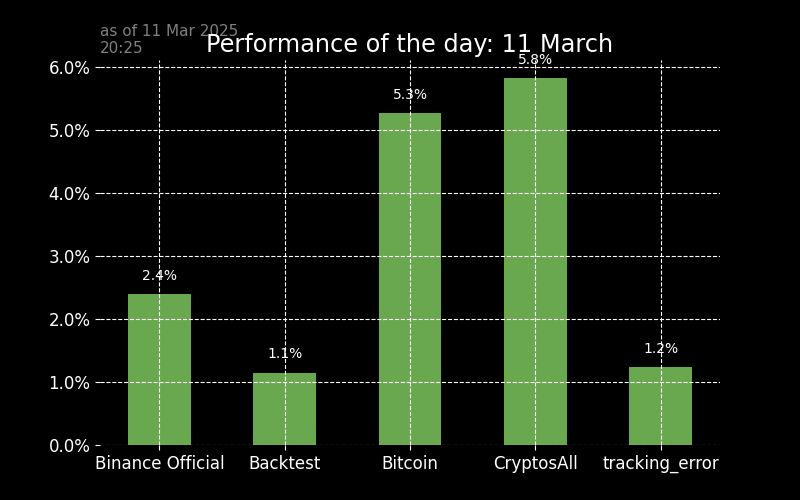 as of 11 Mar 2025
20:25
Performance of the day: 11 March
6.0%
5.0%
4.0%
3.0%
2.0%
1.0%
0.0%
2.4%
1.1%
5.3%
5.8%
1.2%
Binance Official
Backtest
Bitcoin
CryptosAll
tracking_error